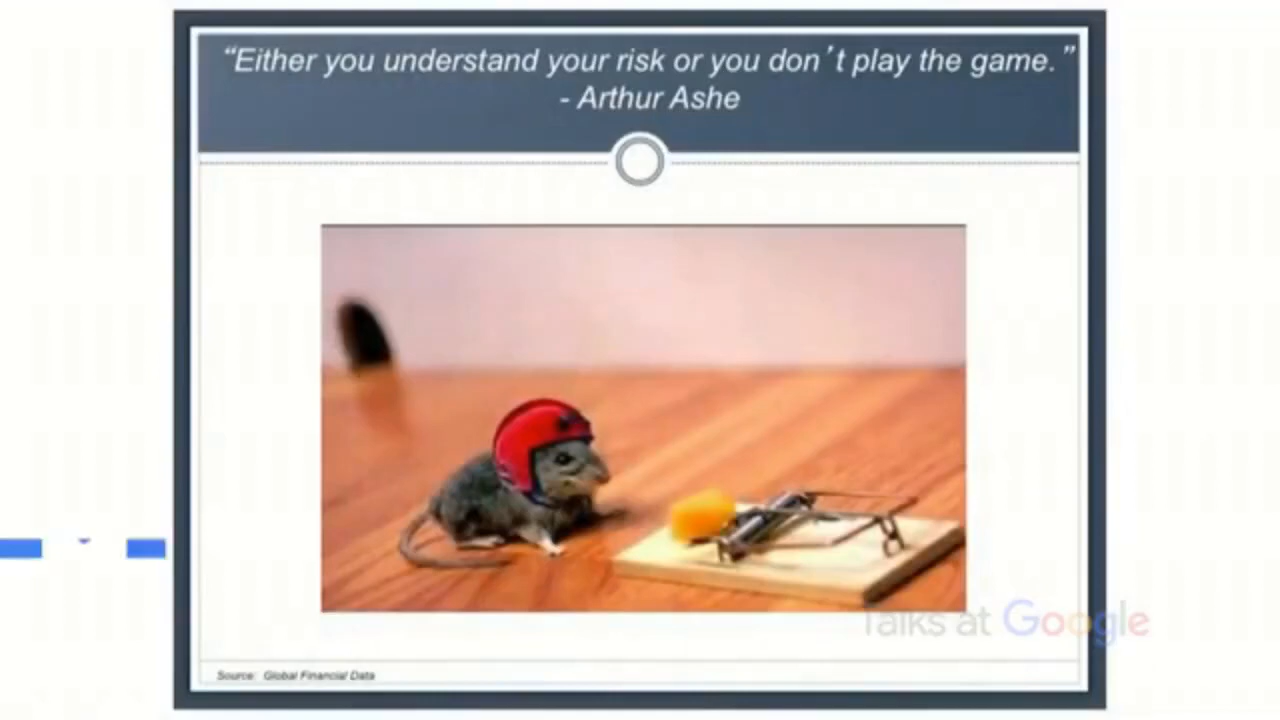 “Either you understand your risk or you don’t play the game.”
- Arthur Ashe
Talks at Google
Source: Global Financial Data